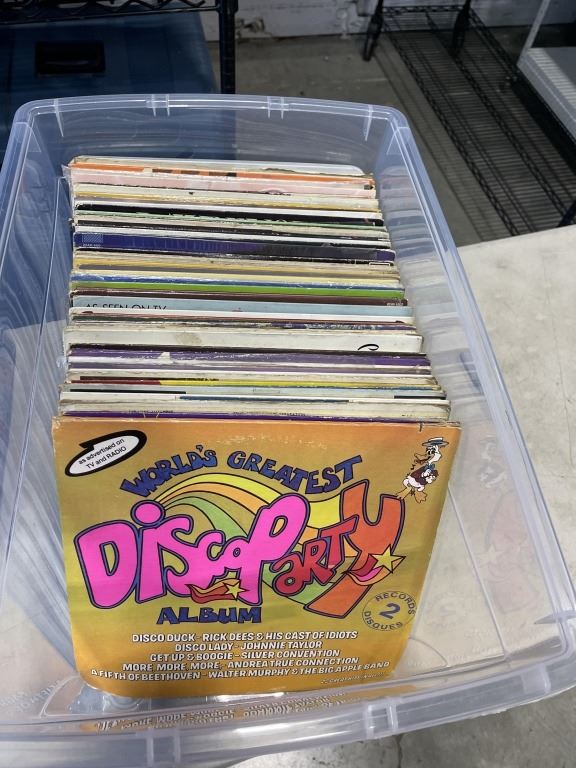 AS SEEN ON TV
as advertised on
TV and RADIO
WORLD'S GREATEST
DISCO PARTY
ALBUM
2
RECORDS
DISQUES
DISCO DUCK - RICK DEES & HIS CAST OF IDIOTS
DISCO LADY - JOHNNIE TAYLOR
GET UP & BOOGIE - SILVER CONVENTION
MORE MORE MORE - ANDREA TRUE CONNECTION
A FIFTH OF BEETHOVEN - WALTER MURPHY & THE BIG APPLE BAND